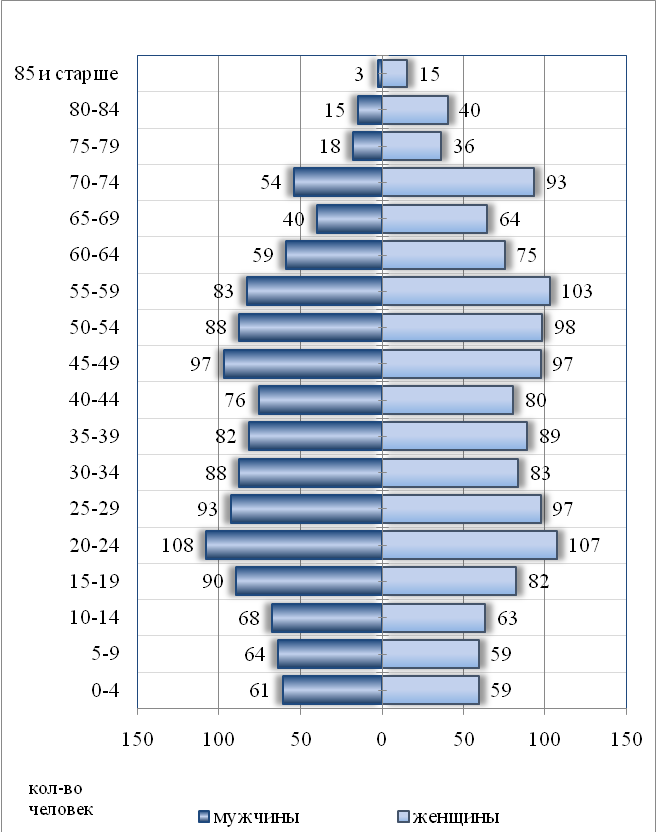 85 и старше 3 15
80-84 15 40
75-79 18 36
70-74 54 93
65-69 40 64
60-64 59 75
55-59 83 103
50-54 88 98
45-49 97 97
40-44 76 80
35-39 82 89
30-34 88 83
25-29 93 97
20-24 108 107
15-19 90 82
10-14 68 63
5-9 64 59
0-4 61 59
150 100 50 0 50 100 150
кол-во
человек
мужчины женщины